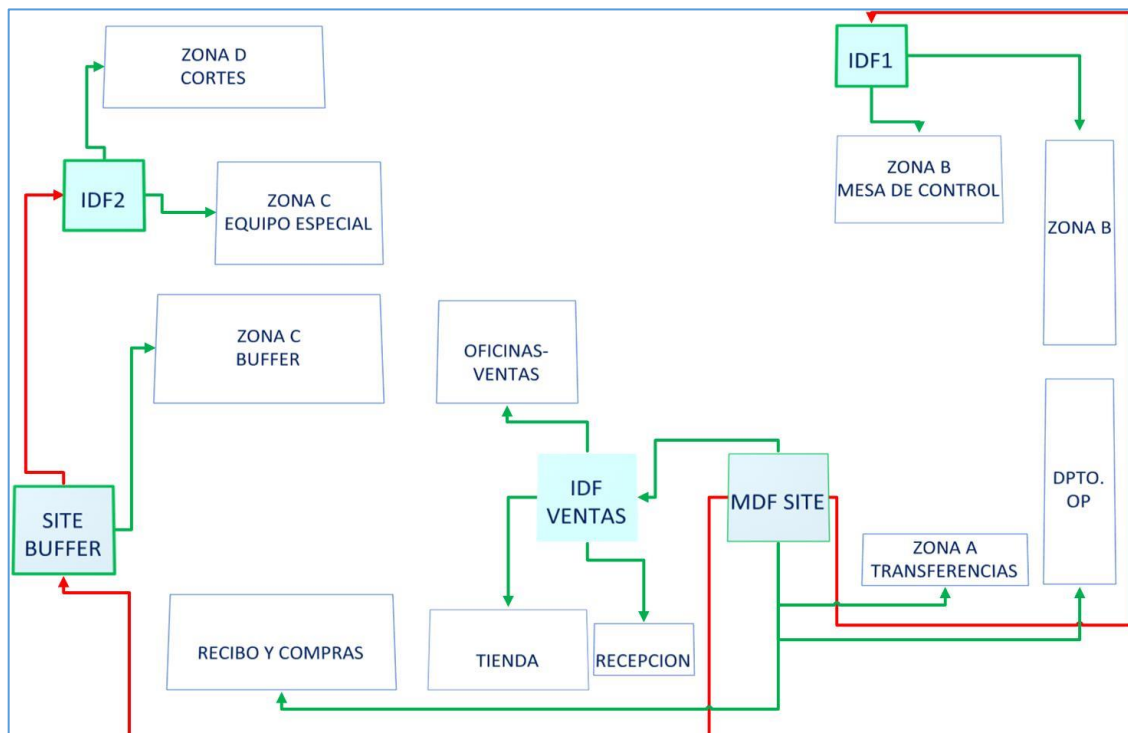 ZONA D
CORTES
IDF1
ZONA B
MESA DE CONTROL
IDF2
ZONA C
EQUIPO ESPECIAL
ZONA B
ZONA C
BUFFER
OFICINAS-
VENTAS
SITE
BUFFER
IDF
VENTAS
MDF SITE
DPTO.
OP
ZONA A
TRANSFERENCIAS
RECIBO Y COMPRAS
TIENDA
RECEPCION